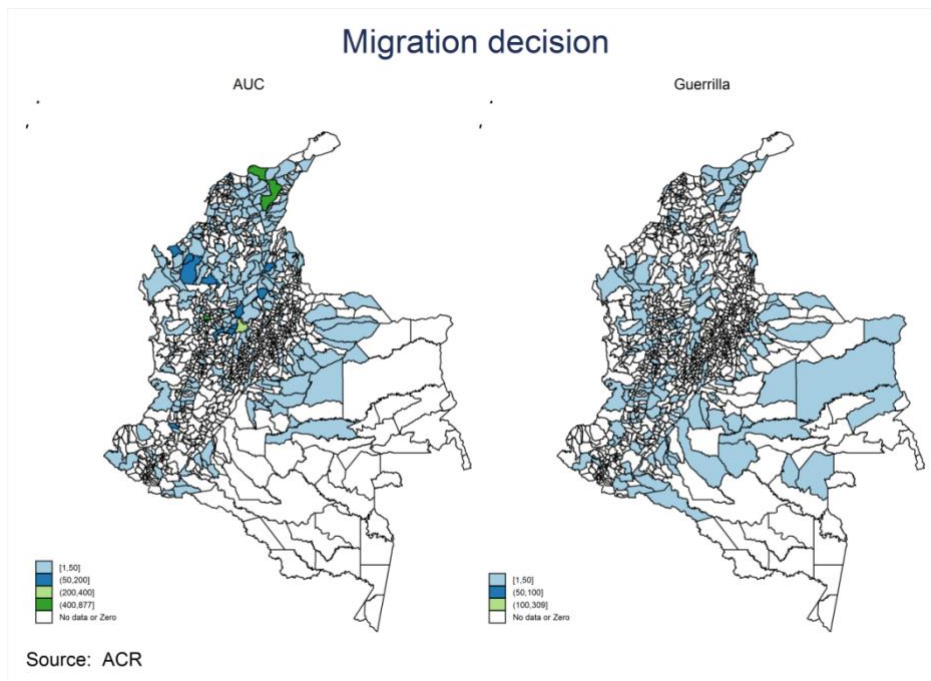 Migration decision
AUC
Guerrilla
[1,50]
(50,200]
(200,400]
(400,877]
No data or Zero
[1,50]
(50,100]
(100,309]
No data or Zero
Source: ACR